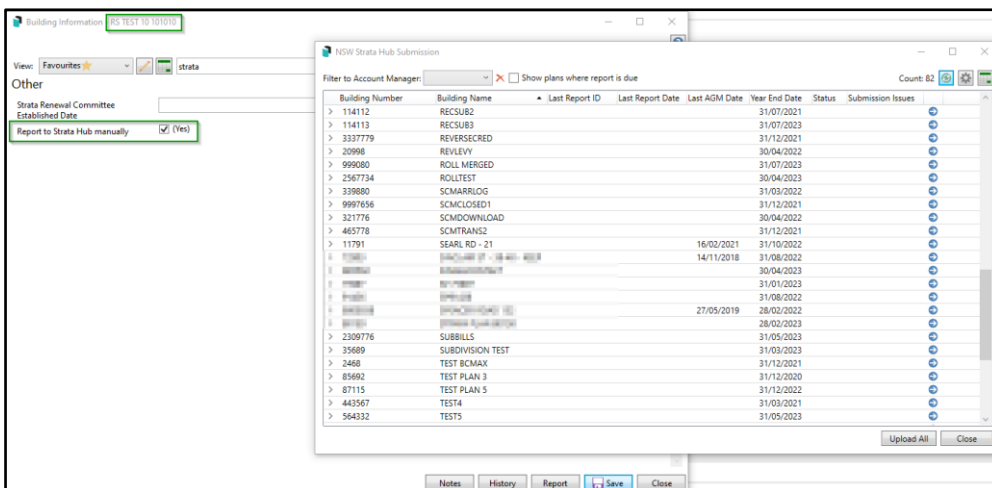 Building Information RS TEST 10 101010
View: Favourites strata
Other
Strata Renewal Committee
Established Date
Report to Strata Hub manually (Yes)
Notes History Report Save Close
NSW Strata Hub Submission
Filter to Account Manager: Show plans where report is due Count: 82
Building Number Building Name Last Report ID Last Report Date Last AGM Date Year End Date Status Submission Issues
> 114112 RECSUB2 31/07/2021
> 114113 RECSUB3 31/07/2023
> 3337779 REVERSECRED 31/12/2021
> 20998 REVLEVY 30/04/2022
> 999080 ROLL MERGED 31/07/2023
> 2567734 ROLLTEST 30/04/2023
> 339880 SCMARRLOG 31/03/2022
> 9997656 SCMCLOSED1 31/12/2021
> 321776 SCMDOWNLOAD 30/04/2022
> 465778 SCMTRANS2 31/12/2021
> 11791 SEARL RD - 21 16/02/2021 31/10/2022
14/11/2018 31/08/2022
30/04/2023
31/01/2023
31/08/2022
27/05/2019 28/02/2022
28/02/2023
> 2309776 SUBBILLS 31/05/2023
> 35689 SUBDIVISION TEST 31/03/2023
> 2468 TEST BCMAX 31/12/2021
> 85692 TEST PLAN 3 31/12/2020
> 87115 TEST PLAN 5 31/12/2022
> 443567 TEST4 31/03/2021
> 564332 TEST5 31/05/2023
Upload All Close